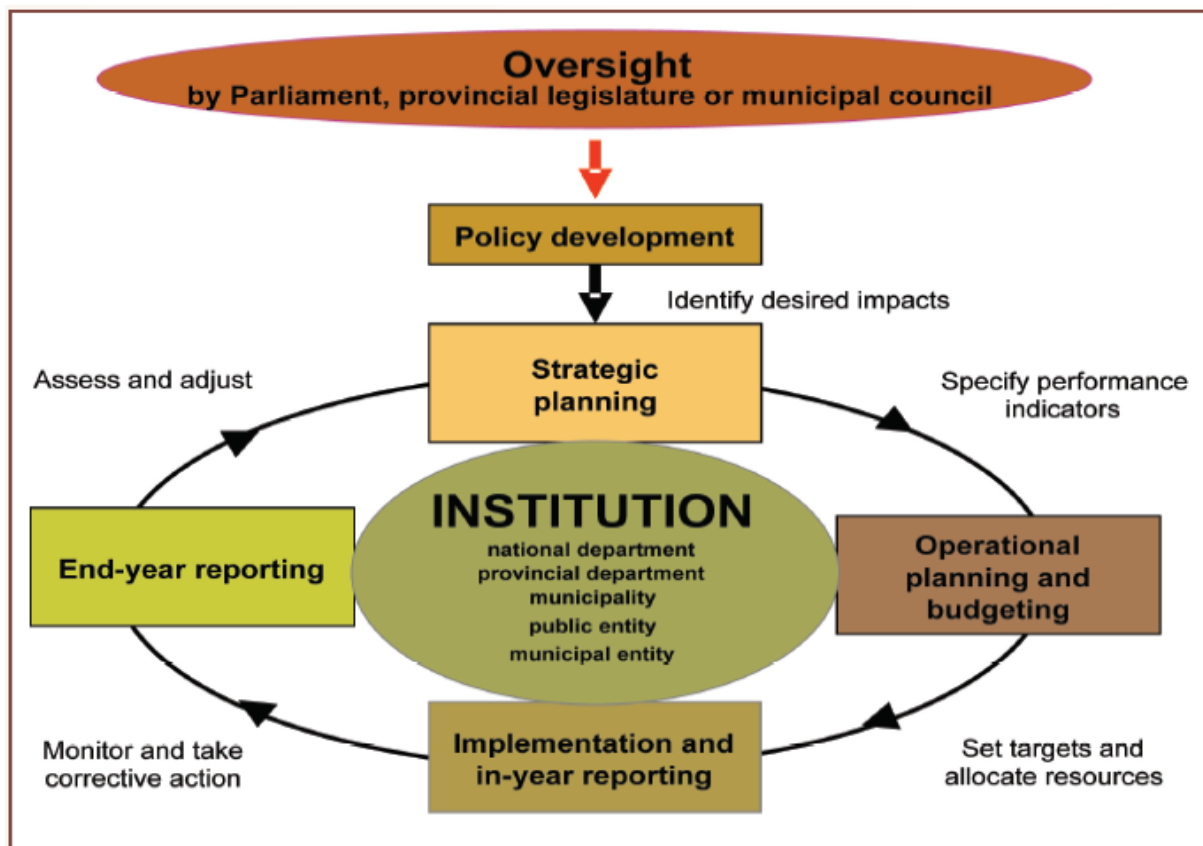 Oversight
by Parliament, provincial legislature or municipal council
Policy development
Identify desired impacts
Strategic
planning
Assess and adjust
Specify performance
indicators
INSTITUTION
national department
provincial department
municipality
public entity
municipal entity
End-year reporting
Operational
planning and
budgeting
Implementation and
in-year reporting
Monitor and take
corrective action
Set targets and
allocate resources